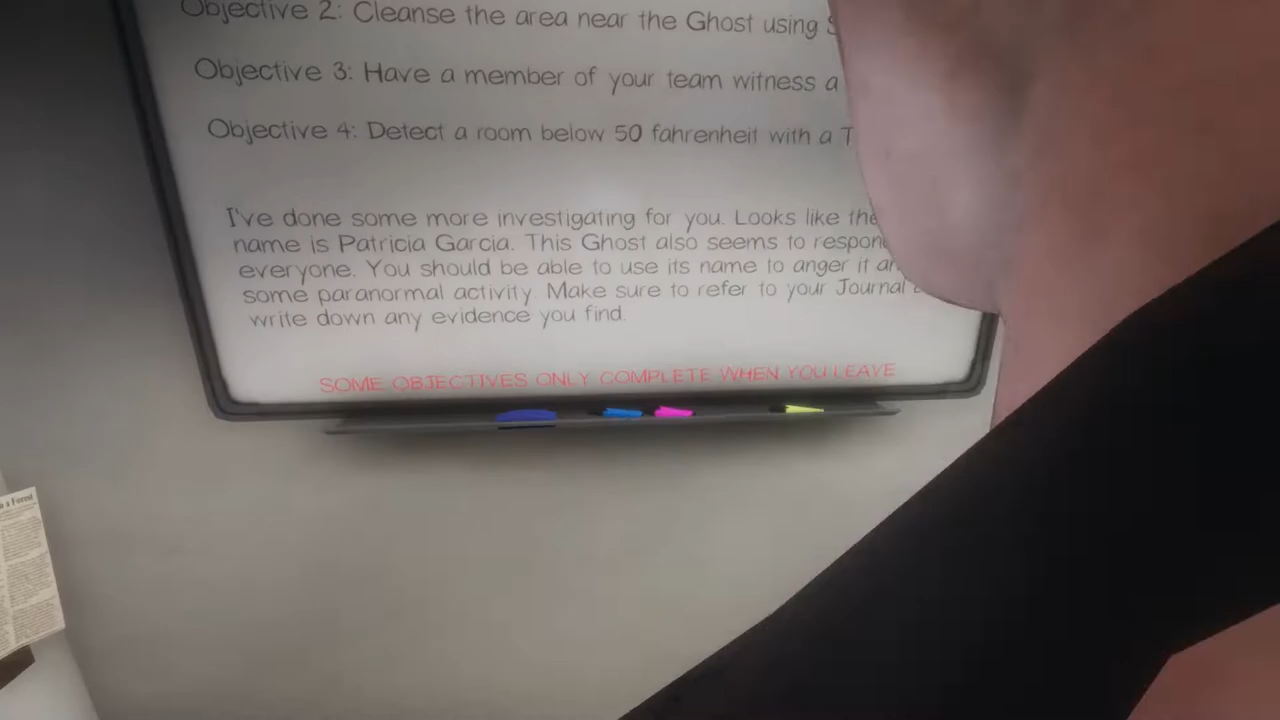 Objective 2: Cleanse the area near the Ghost using
Objective 3: Have a member of your team witness a
Objective 4: Detect a room below 50 fahrenheit with a
I've done some more investigating for you. Looks like the
name is Patricia Garcia. This Ghost also seems to
everyone. You should be able to use its name to anger it
some paranormal activity. Make sure to refer to your Journal
write down any evidence you find.
SOME OBJECTIVES ONLY COMPLETE WHEN YOU LEAVE